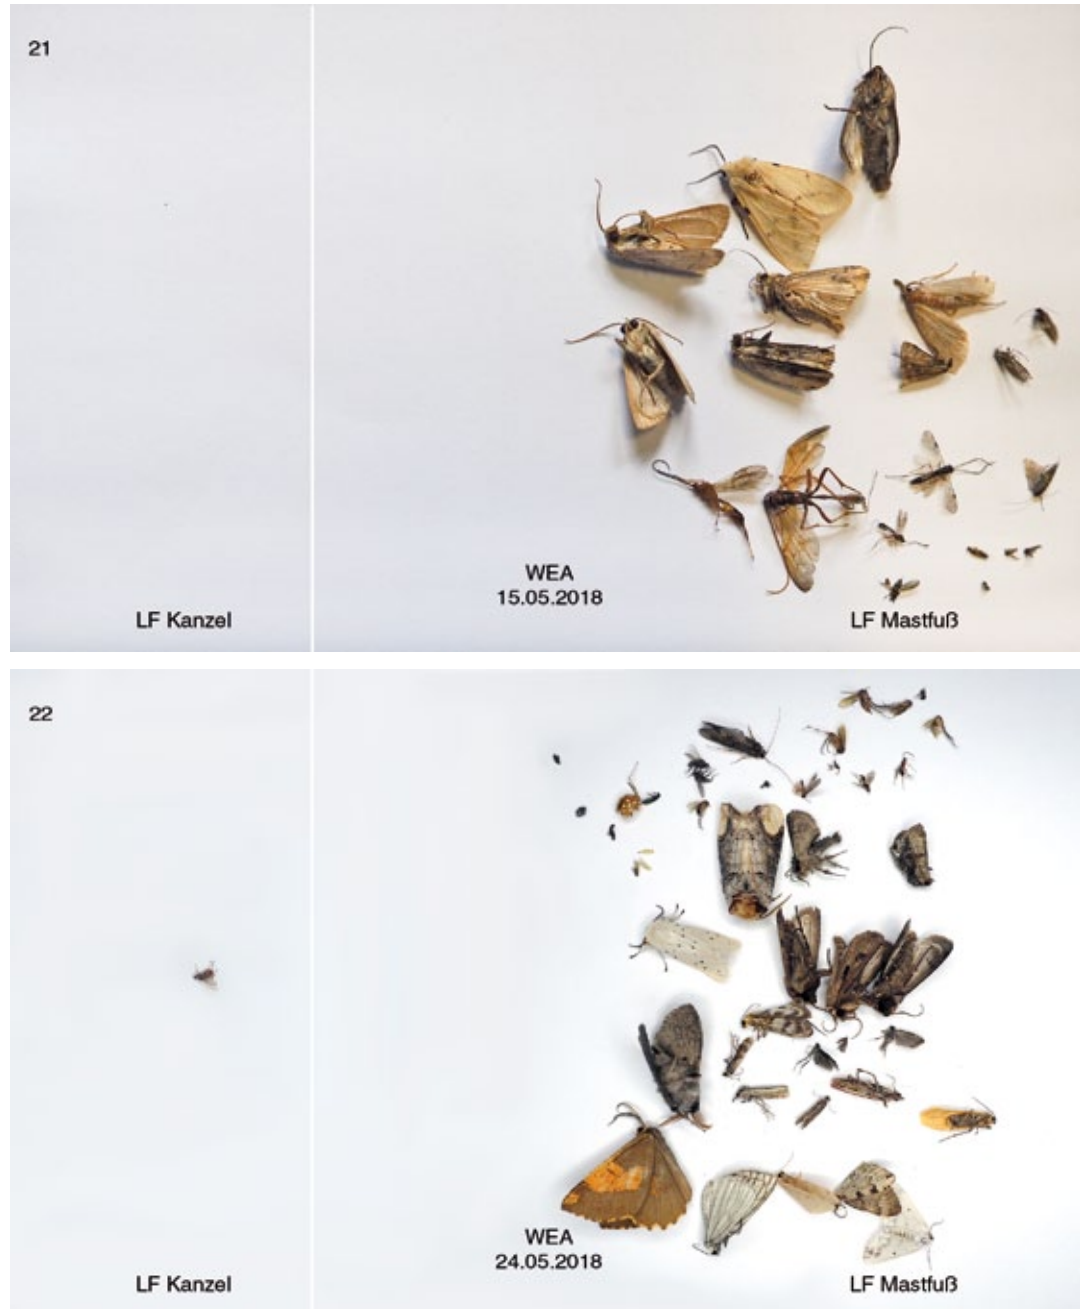 21
WEA
15.05.2018
LF Kanzel
LF Mastfuß
22
WEA
24.05.2018
LF Kanzel
LF Mastfuß